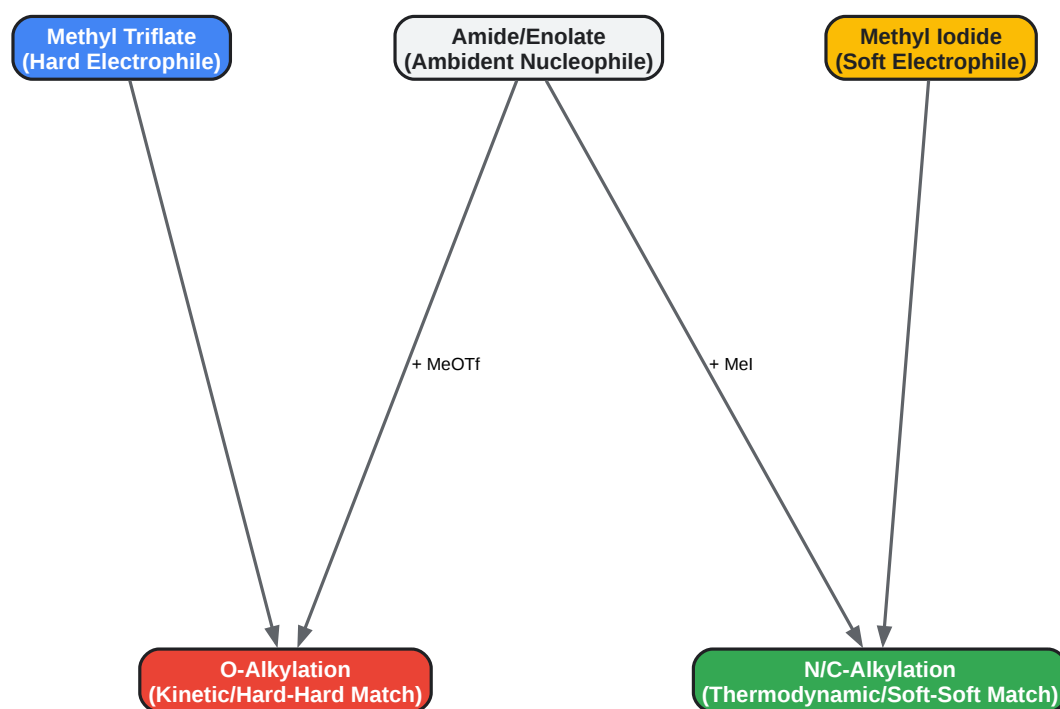 Methyl Triflate
(Hard Electrophile)
Amide/Enolate
(Ambident Nucleophile)
Methyl Iodide
(Soft Electrophile)
+ MeOTf
+ MeI
O-Alkylation
(Kinetic/Hard-Hard Match)
N/C-Alkylation
(Thermodynamic/Soft-Soft Match)